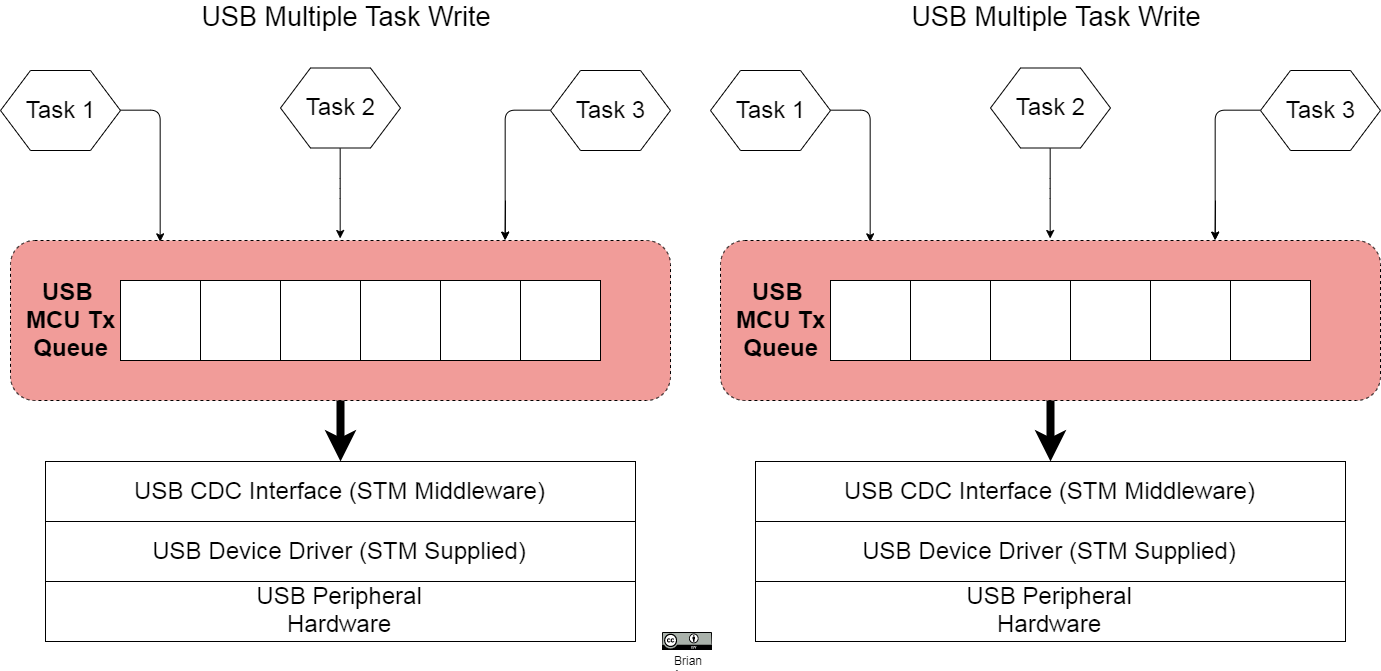 USB Multiple Task Write
Task 1
Task 2
Task 3
USB
MCU Tx
Queue
USB CDC Interface (STM Middleware)
USB Device Driver (STM Supplied)
USB Peripheral
Hardware
USB Multiple Task Write
Task 1
Task 2
Task 3
USB
MCU Tx
Queue
USB CDC Interface (STM Middleware)
USB Device Driver (STM Supplied)
USB Peripheral
Hardware
cc
BY
Brian